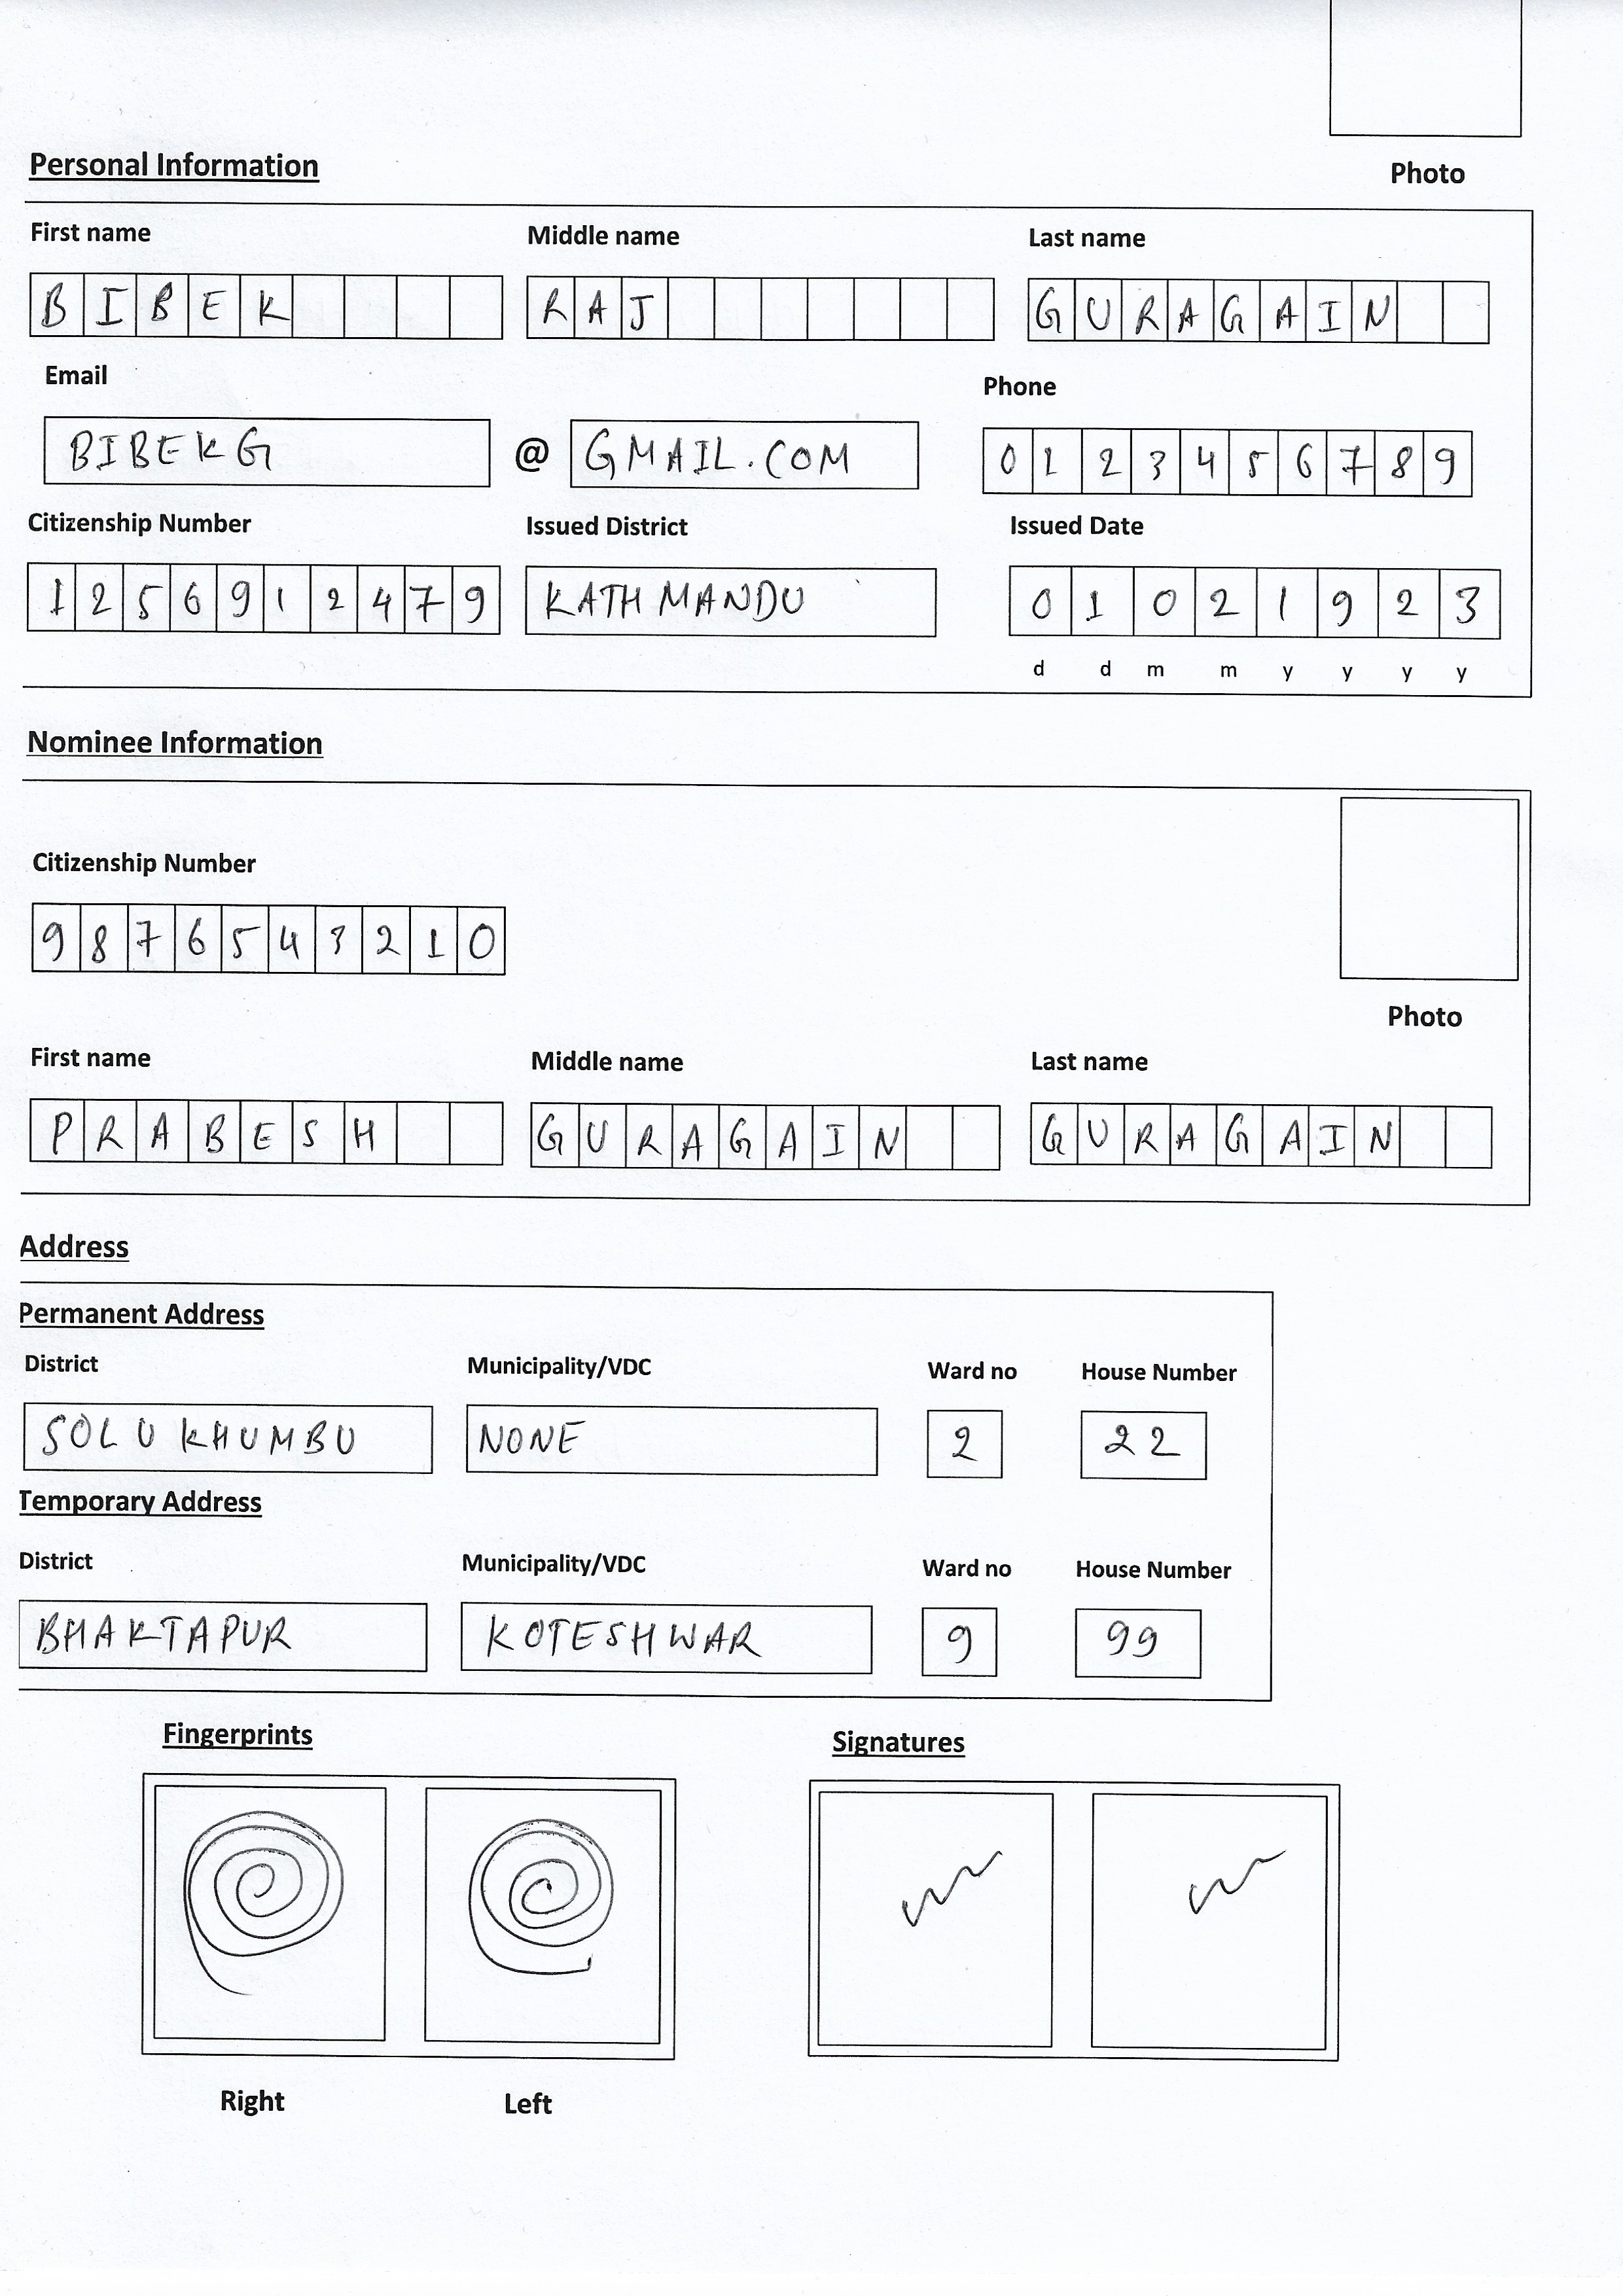 Photo
Personal Information
First name Middle name Last name
BIBEK RAJ GURAGAIN
Email Phone
BIBEKG @ GMAIL.COM 0123456789
Citizenship Number Issued District Issued Date
1256912479 KATHMANDU 01021923
d d m m y y y y
Nominee Information
Citizenship Number
9876543210
Photo
First name Middle name Last name
PRABESH GURAGAIN GURAGAIN
Address
Permanent Address
District Municipality/VDC Ward no House Number
SOLUKHUMBU NONE 2 22
Temporary Address
District Municipality/VDC Ward no House Number
BHAKTAPUR KOTESHWAR 9 99
Fingerprints Signatures
Right Left